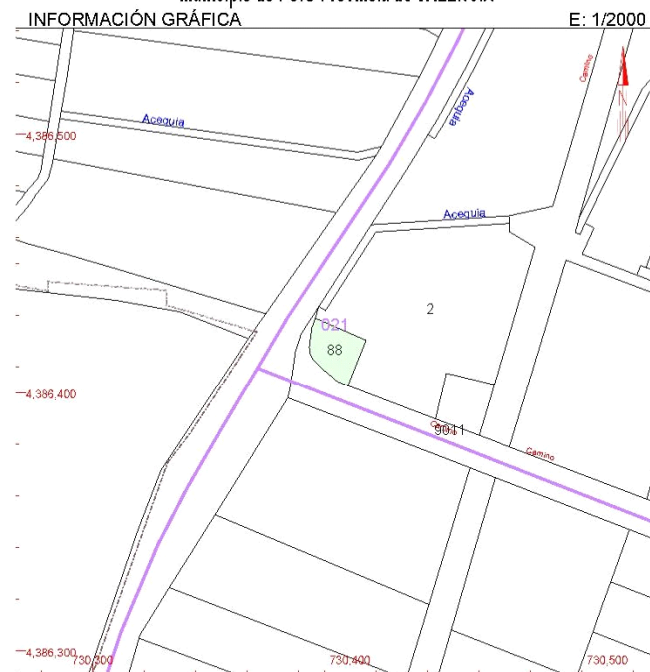 INFORMACIÓN GRÁFICA
E: 1/2000
Camino
Acequia
Acequia
4,386,500
Acequia
021
2
88
4,386,400
9011
Camino
Camino
4,386,300
730,300
730,400
730,500